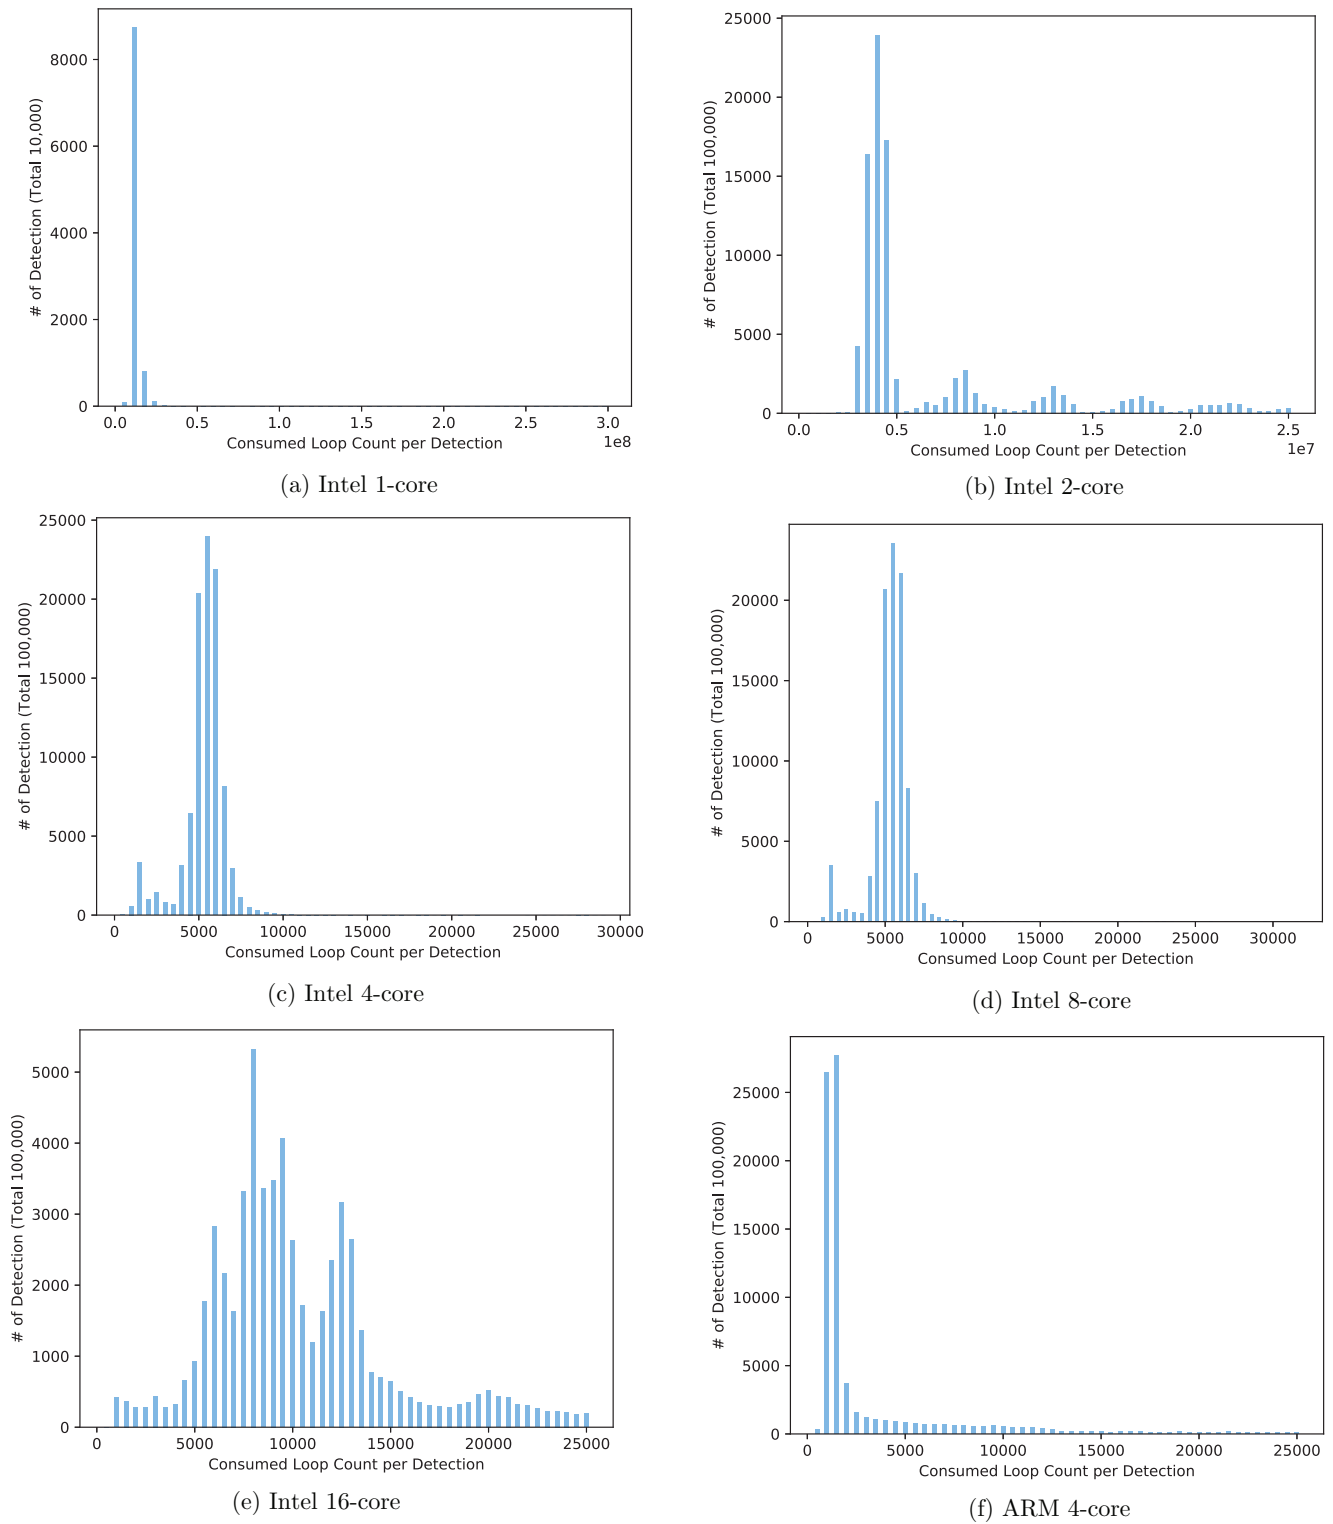 8000
6000
4000
2000
0
# of Detection (Total 10,000)
0.0 0.5 1.0 1.5 2.0 2.5 3.0
1e8
Consumed Loop Count per Detection
(a) Intel 1-core
25000
20000
15000
10000
5000
0
# of Detection (Total 100,000)
0.0 0.5 1.0 1.5 2.0 2.5
1e7
Consumed Loop Count per Detection
(b) Intel 2-core
25000
20000
15000
10000
5000
0
# of Detection (Total 100,000)
0 5000 10000 15000 20000 25000 30000
Consumed Loop Count per Detection
(c) Intel 4-core
20000
15000
10000
5000
0
# of Detection (Total 100,000)
0 5000 10000 15000 20000 25000 30000
Consumed Loop Count per Detection
(d) Intel 8-core
5000
4000
3000
2000
1000
0
# of Detection (Total 100,000)
0 5000 10000 15000 20000 25000
Consumed Loop Count per Detection
(e) Intel 16-core
25000
20000
15000
10000
5000
0
# of Detection (Total 100,000)
0 5000 10000 15000 20000 25000
Consumed Loop Count per Detection
(f) ARM 4-core